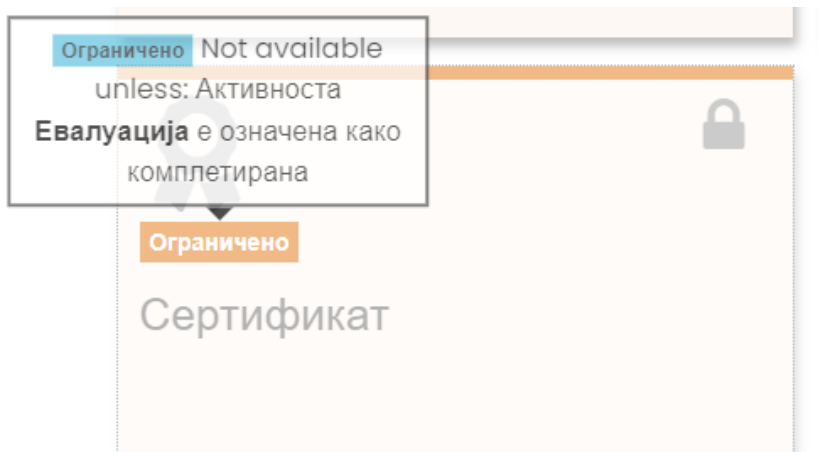 Ограничено Not available
unless: Активноста
Евалуација е означена како
комплетирана
Ограничено
Сертификат